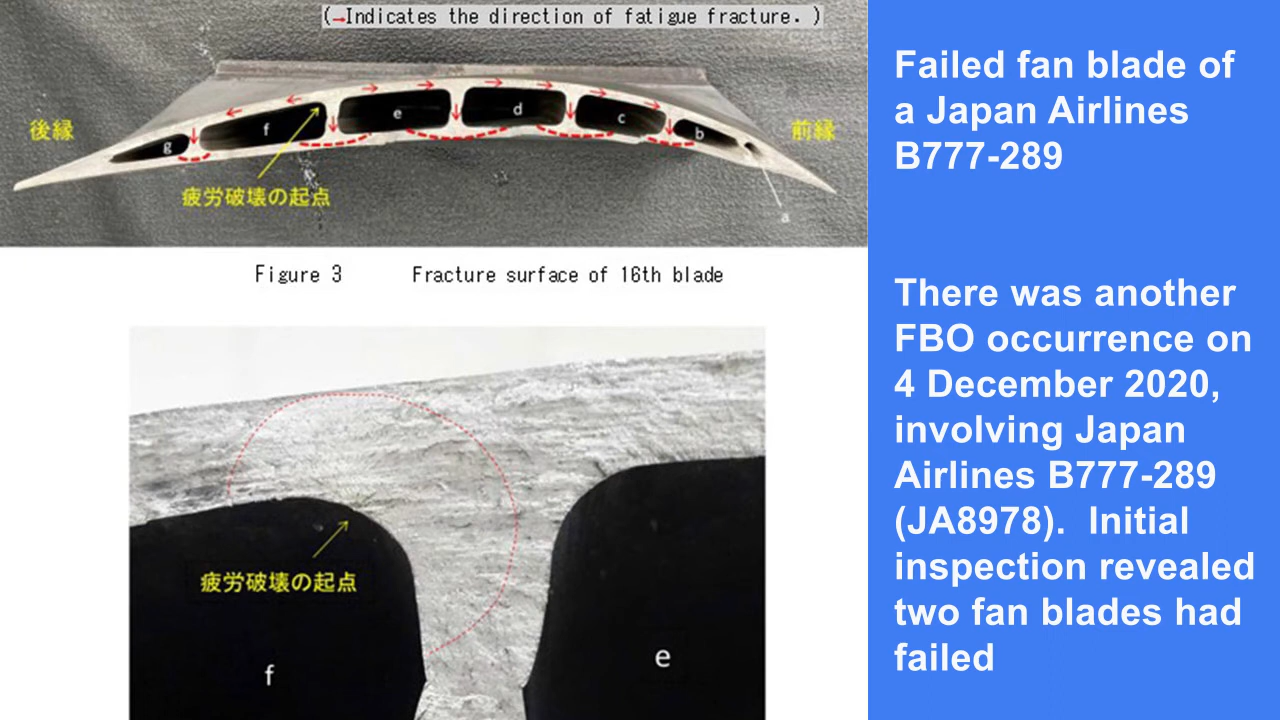 (→Indicates the direction of fatigue fracture. )
後縁
g
f
e
d
c
b
前縁
疲労破壊の起点
a
Figure 3 Fracture surface of 16th blade
疲労破壊の起点
f
e
Failed fan blade of
a Japan Airlines
B777-289
There was another
FBO occurrence on
4 December 2020,
involving Japan
Airlines B777-289
(JA8978). Initial
inspection revealed
two fan blades had
failed